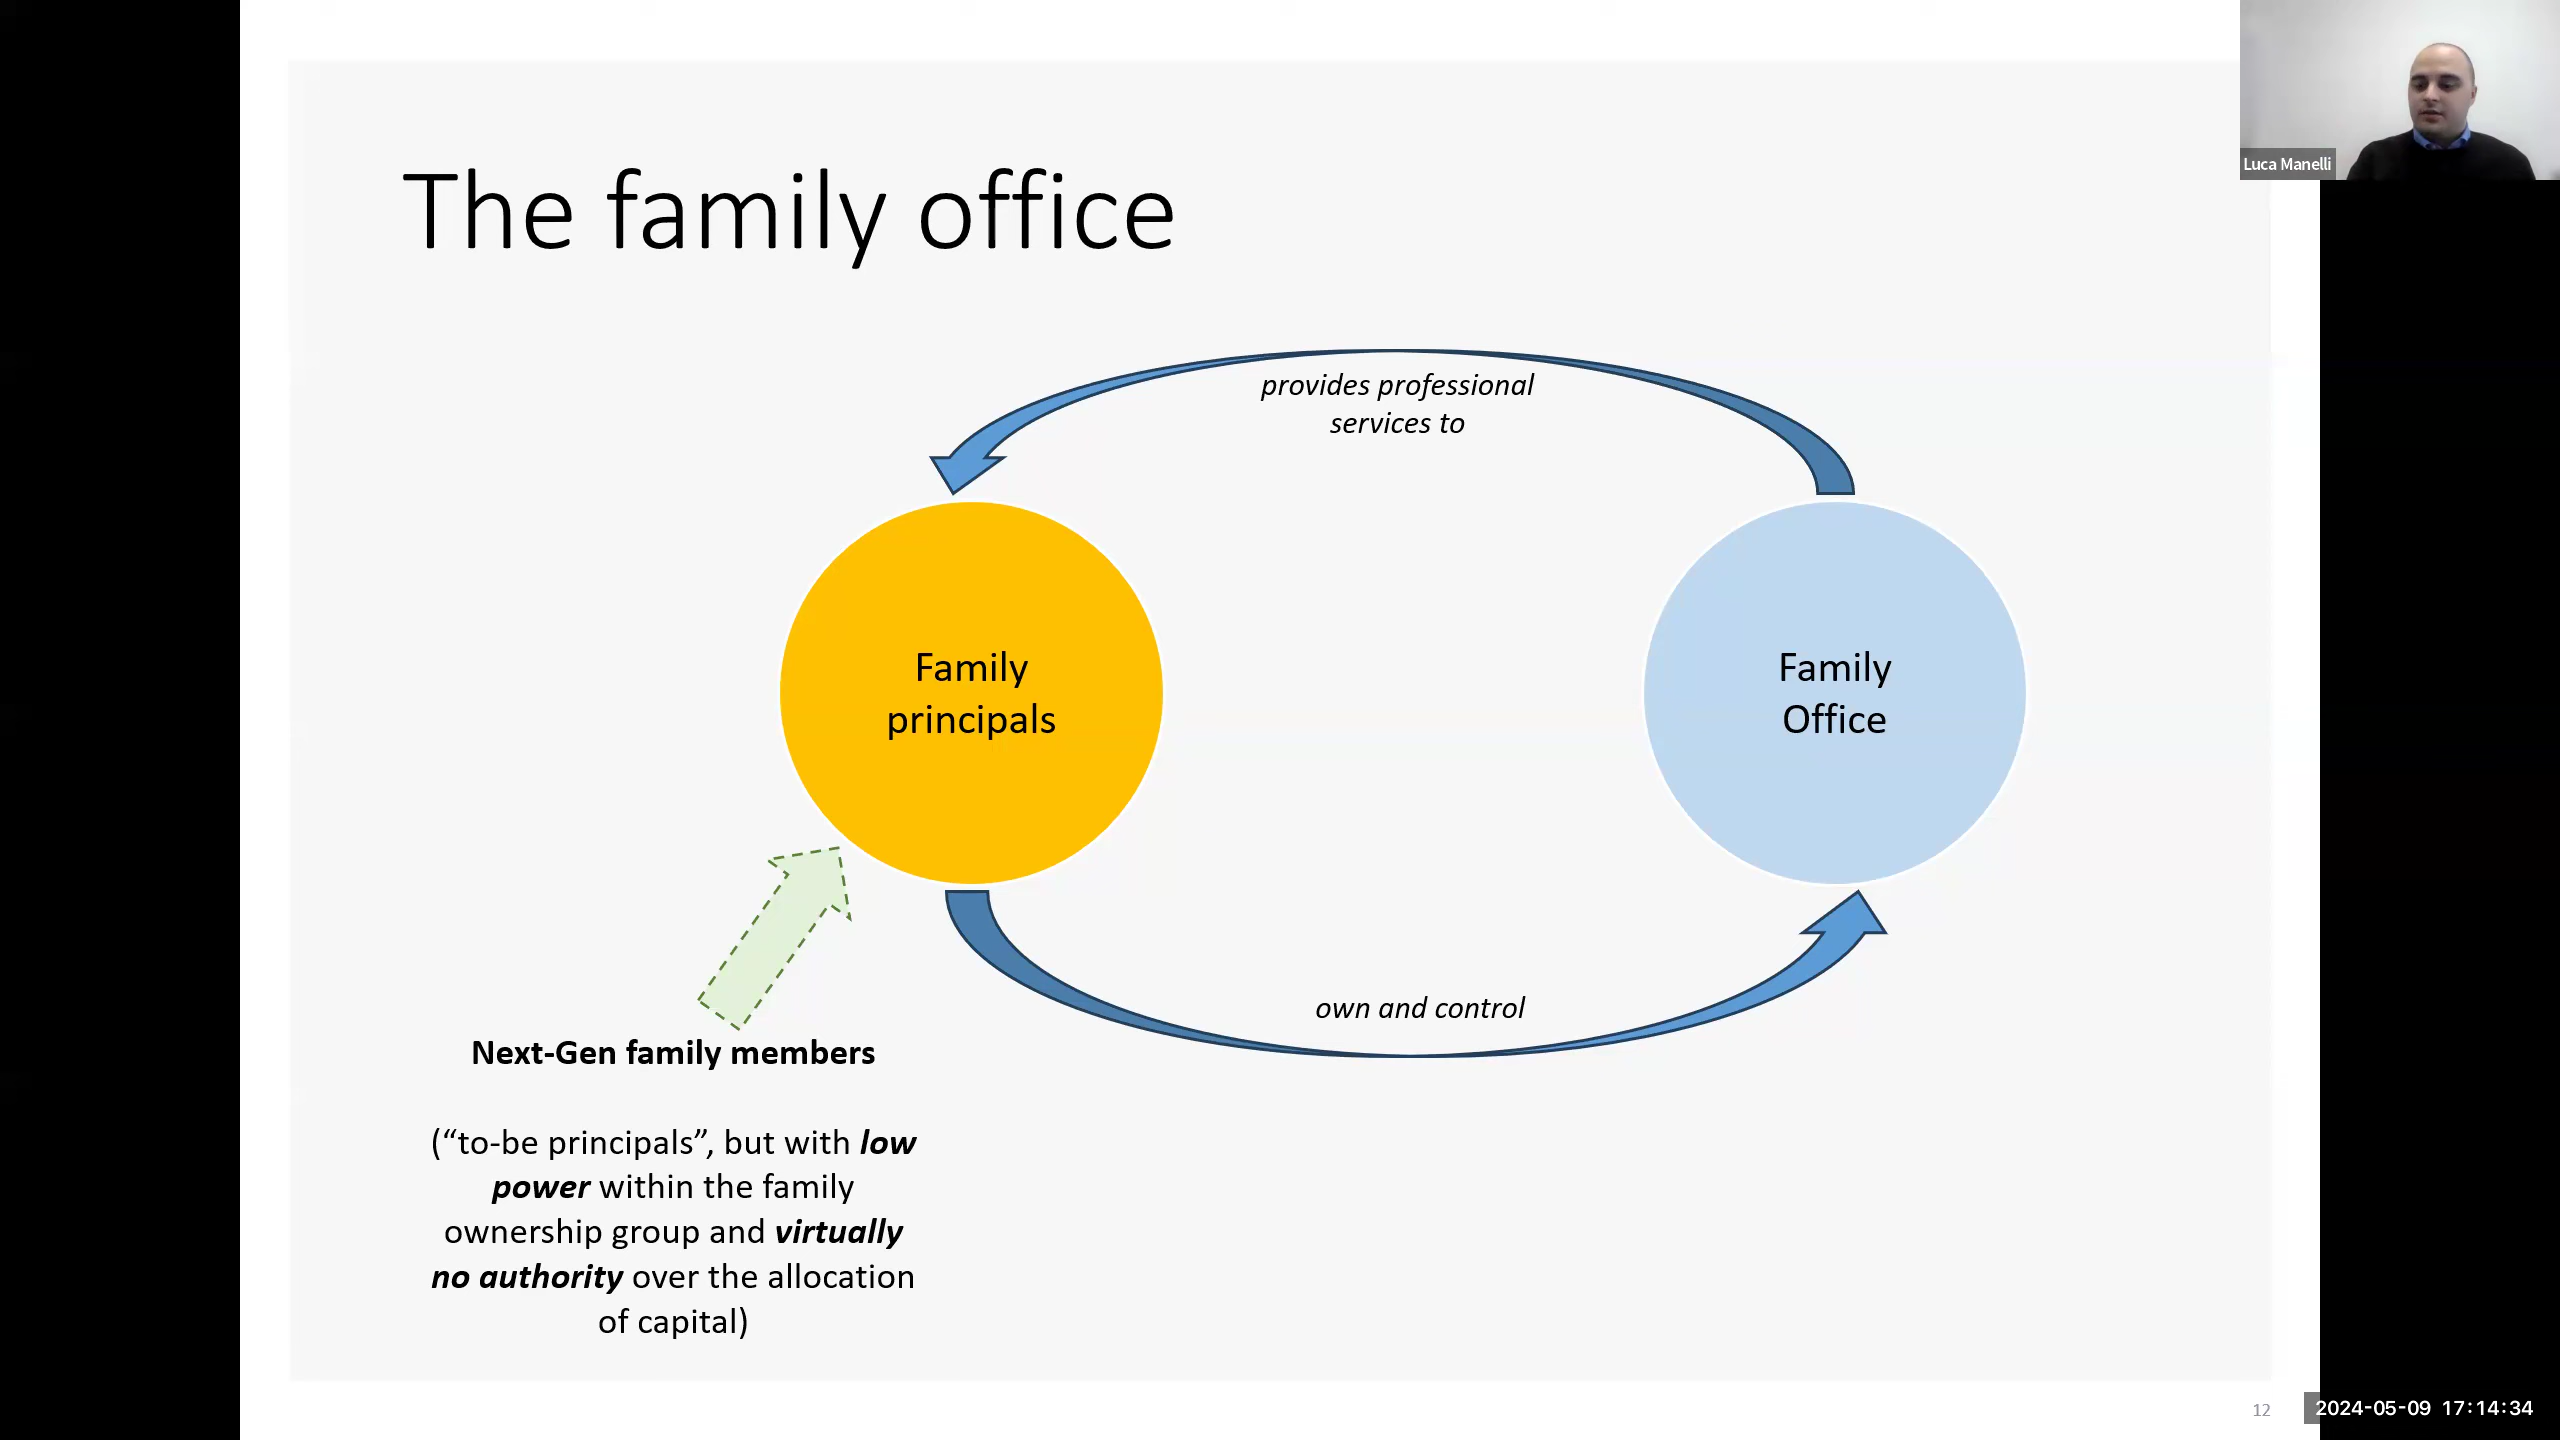 Luca Manelli
The family office
provides professional
services to
Family
principals
Family
Office
own and control
Next-Gen family members
(“to-be principals”, but with low
power within the family
ownership group and virtually
no authority over the allocation
of capital)
12
2024-05-09 17:14:34